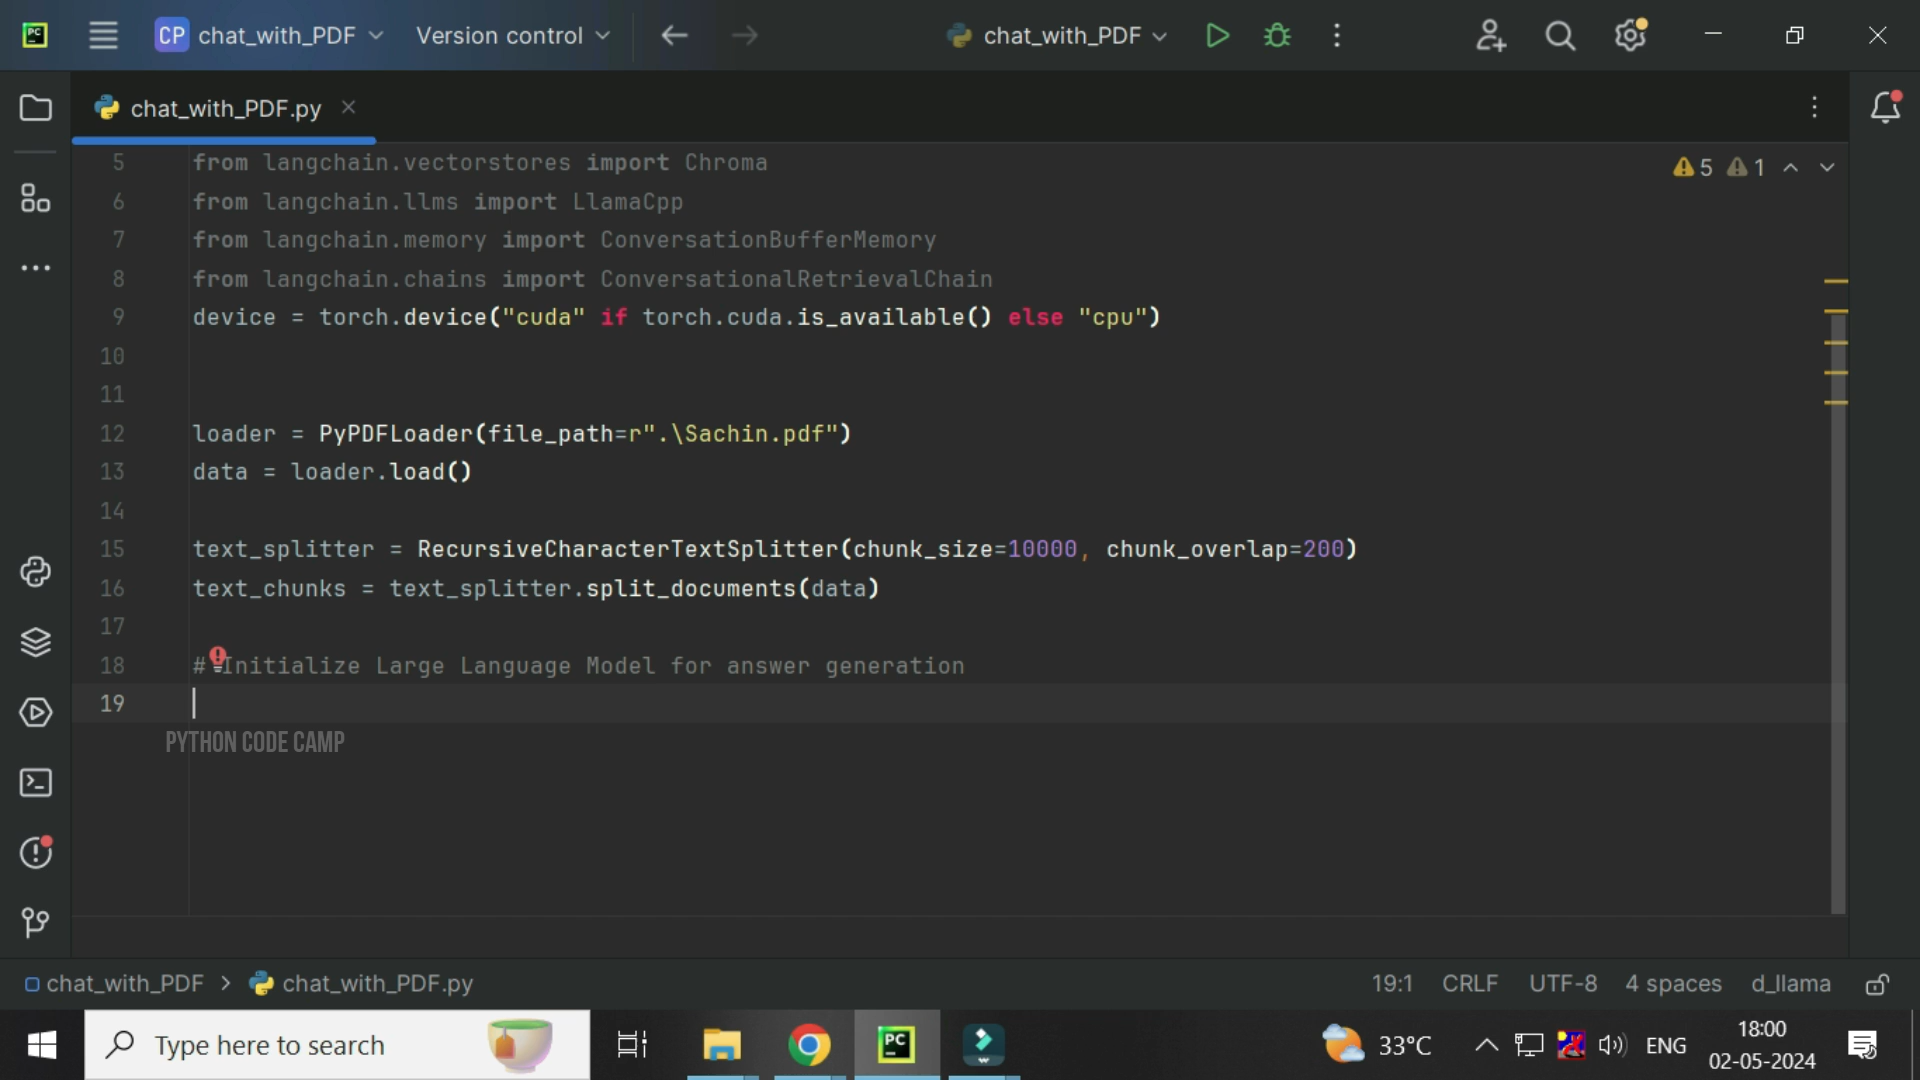 PC CP chat_with_PDF Version control chat_with_PDF
chat_with_PDF.py
5 1
5 from langchain.vectorstores import Chroma
6 from langchain.llms import LlamaCpp
7 from langchain.memory import ConversationBufferMemory
8 from langchain.chains import ConversationalRetrievalChain
9 device = torch.device("cuda" if torch.cuda.is_available() else "cpu")
10
11
12 loader = PyPDFLoader(file_path=r".\Sachin.pdf")
13 data = loader.load()
14
15 text_splitter = RecursiveCharacterTextSplitter(chunk_size=10000, chunk_overlap=200)
16 text_chunks = text_splitter.split_documents(data)
17
18 # Initialize Large Language Model for answer generation
19
PYTHON CODE CAMP
chat_with_PDF > chat_with_PDF.py 19:1 CRLF UTF-8 4 spaces d_llama
Type here to search PC 33°C ENG 18:00
02-05-2024